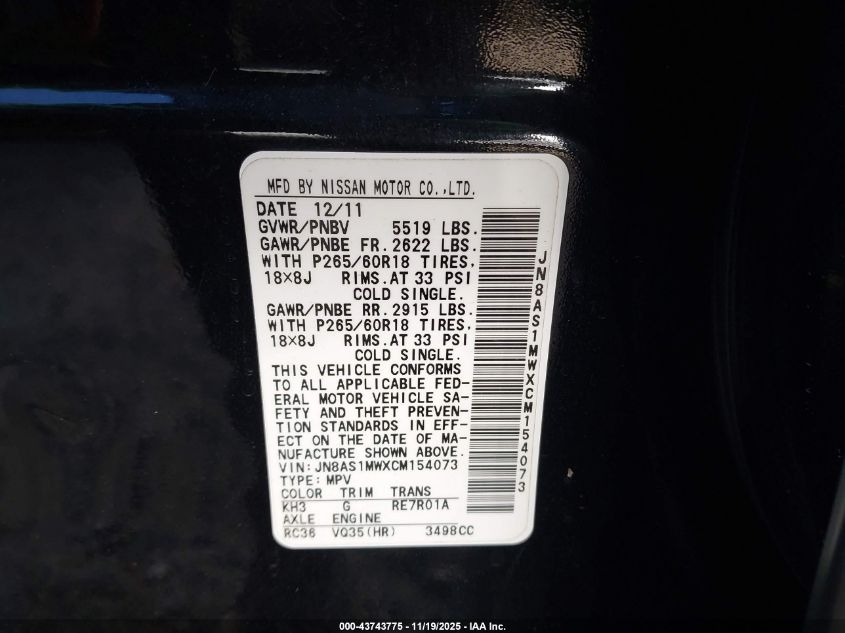 MFD BY NISSAN MOTOR CO.,LTD.
DATE 12/11
GVWR/PNBV 5519 LBS.
GAWR/PNBE FR. 2622 LBS.
WITH P265/60R18 TIRES.
18×8J RIMS.AT 33 PSI
COLD SINGLE.
GAWR/PNBE RR. 2915 LBS.
WITH P265/60R18 TIRES.
18×8J RIMS.AT 33 PSI
COLD SINGLE.
THIS VEHICLE CONFORMS
TO ALL APPLICABLE FED-
ERAL MOTOR VEHICLE SA-
FETY AND THEFT PREVEN-
TION STANDARDS IN EFF-
ECT ON THE DATE OF MA-
NUFACTURE SHOWN ABOVE.
VIN: JN8AS1MWXCM154073
TYPE: MPV
COLOR TRIM TRANS
KH3 G RE7R01A
AXLE ENGINE
RC36 VQ35(HR) 3498CC
JN8AS1MWXCM154073
000-43743775 - 11/19/2025 - IAA Inc.